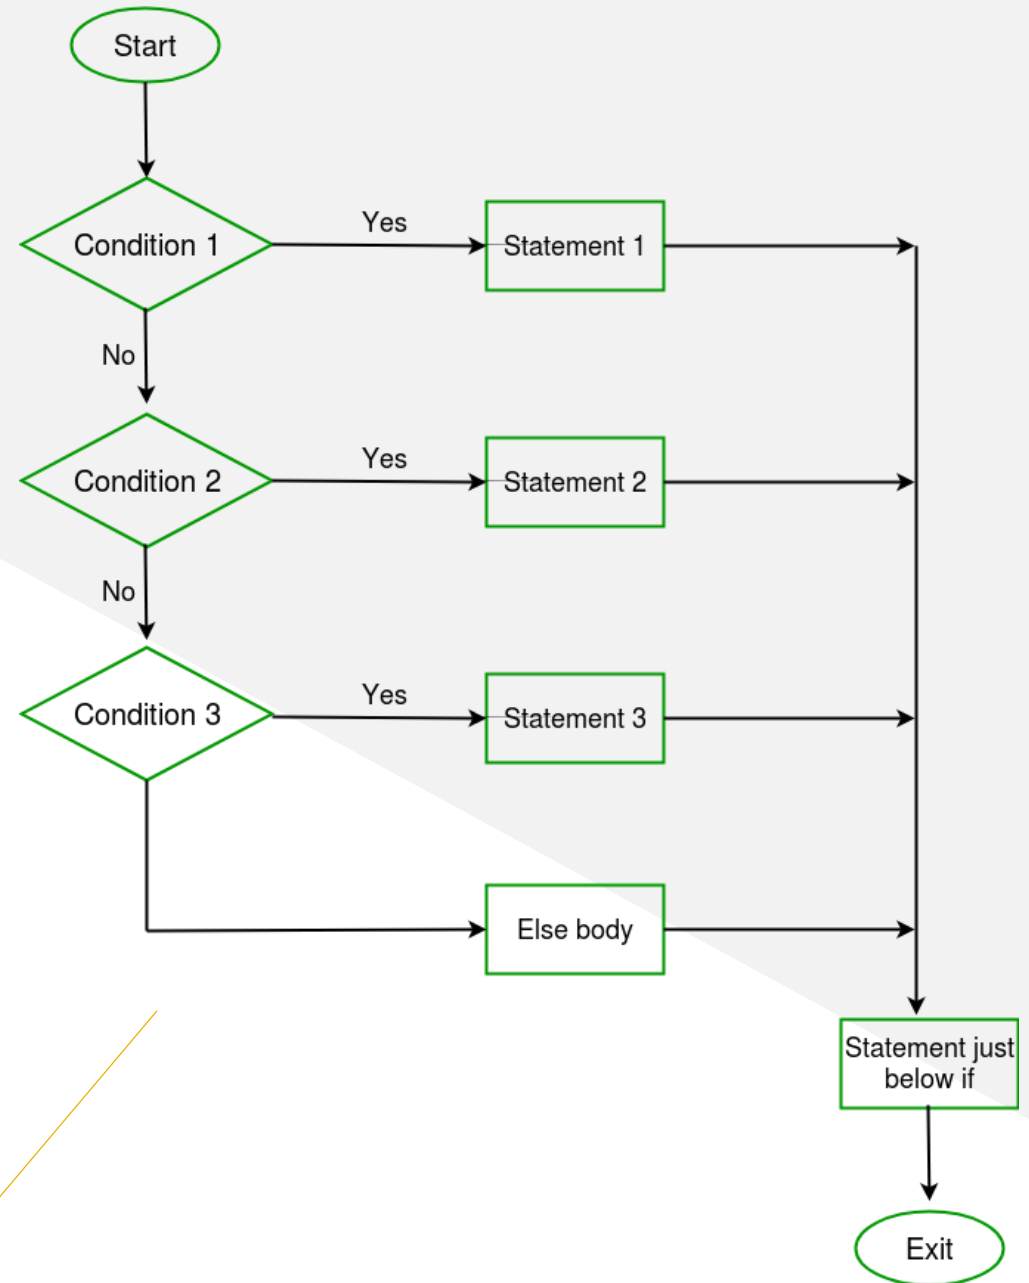 Start
Condition 1
Yes
Statement 1
No
Condition 2
Yes
Statement 2
No
Condition 3
Yes
Statement 3
Else body
Statement just
below if
Exit